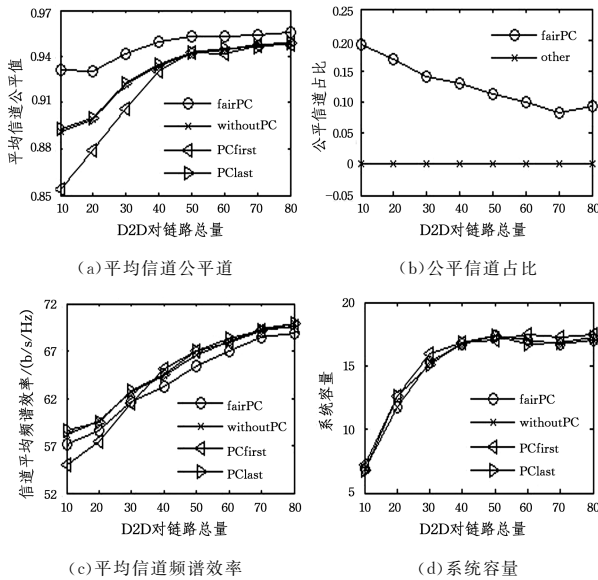 平均信道公平值
0.97
0.94
0.91
0.88
0.85
fairPC
withoutPC
PCfirst
PClast
10 20 30 40 50 60 70 80
D2D对链路总量
(a)平均信道公平道
公平信道占比
0.25
0.20
0.15
0.10
0.05
0
−0.05
fairPC
other
10 20 30 40 50 60 70 80
D2D对链路总量
(b)公平信道占比
信道平均频谱效率/(b/s/Hz)
72
67
62
57
52
fairPC
withoutPC
PCfirst
PClast
10 20 30 40 50 60 70 80
D2D对链路总量
(c)平均信道频谱效率
系统容量
20
15
10
5
fairPC
withoutPC
PCfirst
PClast
10 20 30 40 50 60 70 80
D2D对链路总量
(d)系统容量